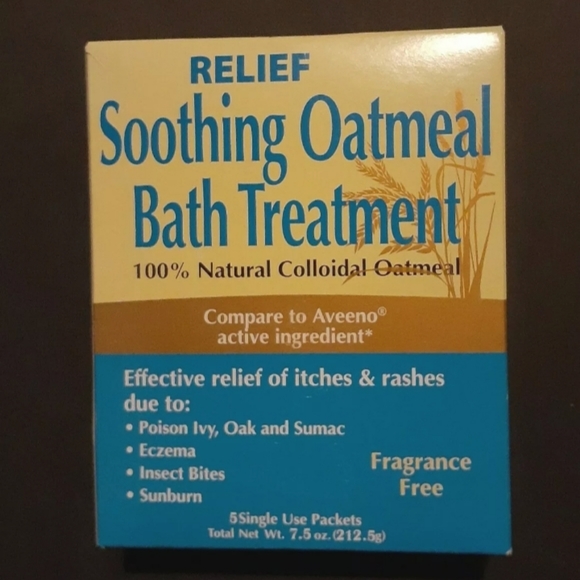 RELIEF
Soothing Oatmeal
Bath Treatment
100% Natural Colloidal Oatmeal
Compare to Aveeno®
active ingredient*
Effective relief of itches & rashes
due to:
• Poison Ivy, Oak and Sumac
• Eczema
• Insect Bites
• Sunburn
Fragrance
Free
5 Single Use Packets
Total Net Wt. 7.5 oz. (212.5g)